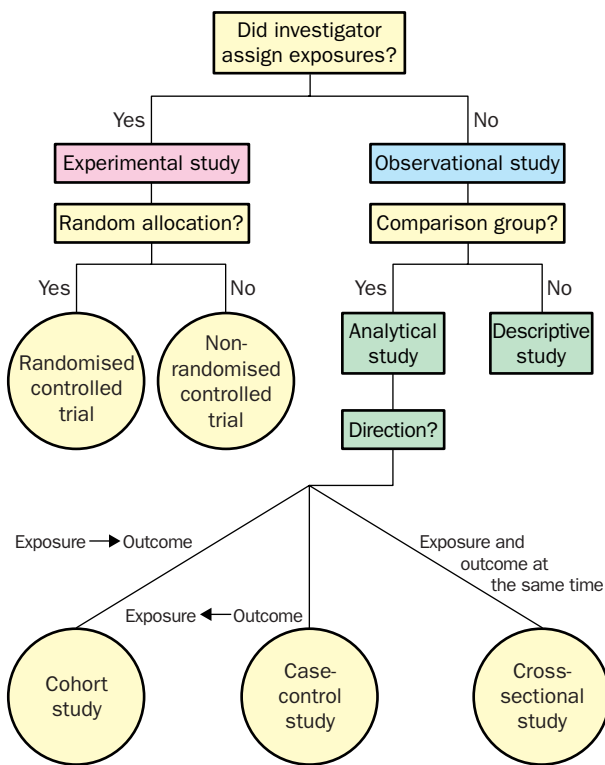 Did investigator
assign exposures?
Yes
No
Experimental study
Observational study
Random allocation?
Comparison group?
Yes
No
Yes
No
Randomised
controlled
trial
Non-
randomised
controlled
trial
Analytical
study
Descriptive
study
Direction?
Exposure → Outcome
Exposure and
outcome at
the same time
Exposure ← Outcome
Cohort
study
Case-
control
study
Cross-
sectional
study